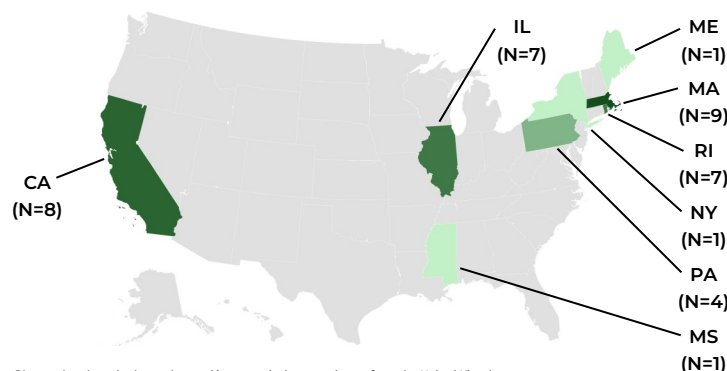 IL
(N=7)
ME
(N=1)
MA
(N=9)
RI
(N=7)
CA
(N=8)
NY
(N=1)
PA
(N=4)
MS
(N=1)